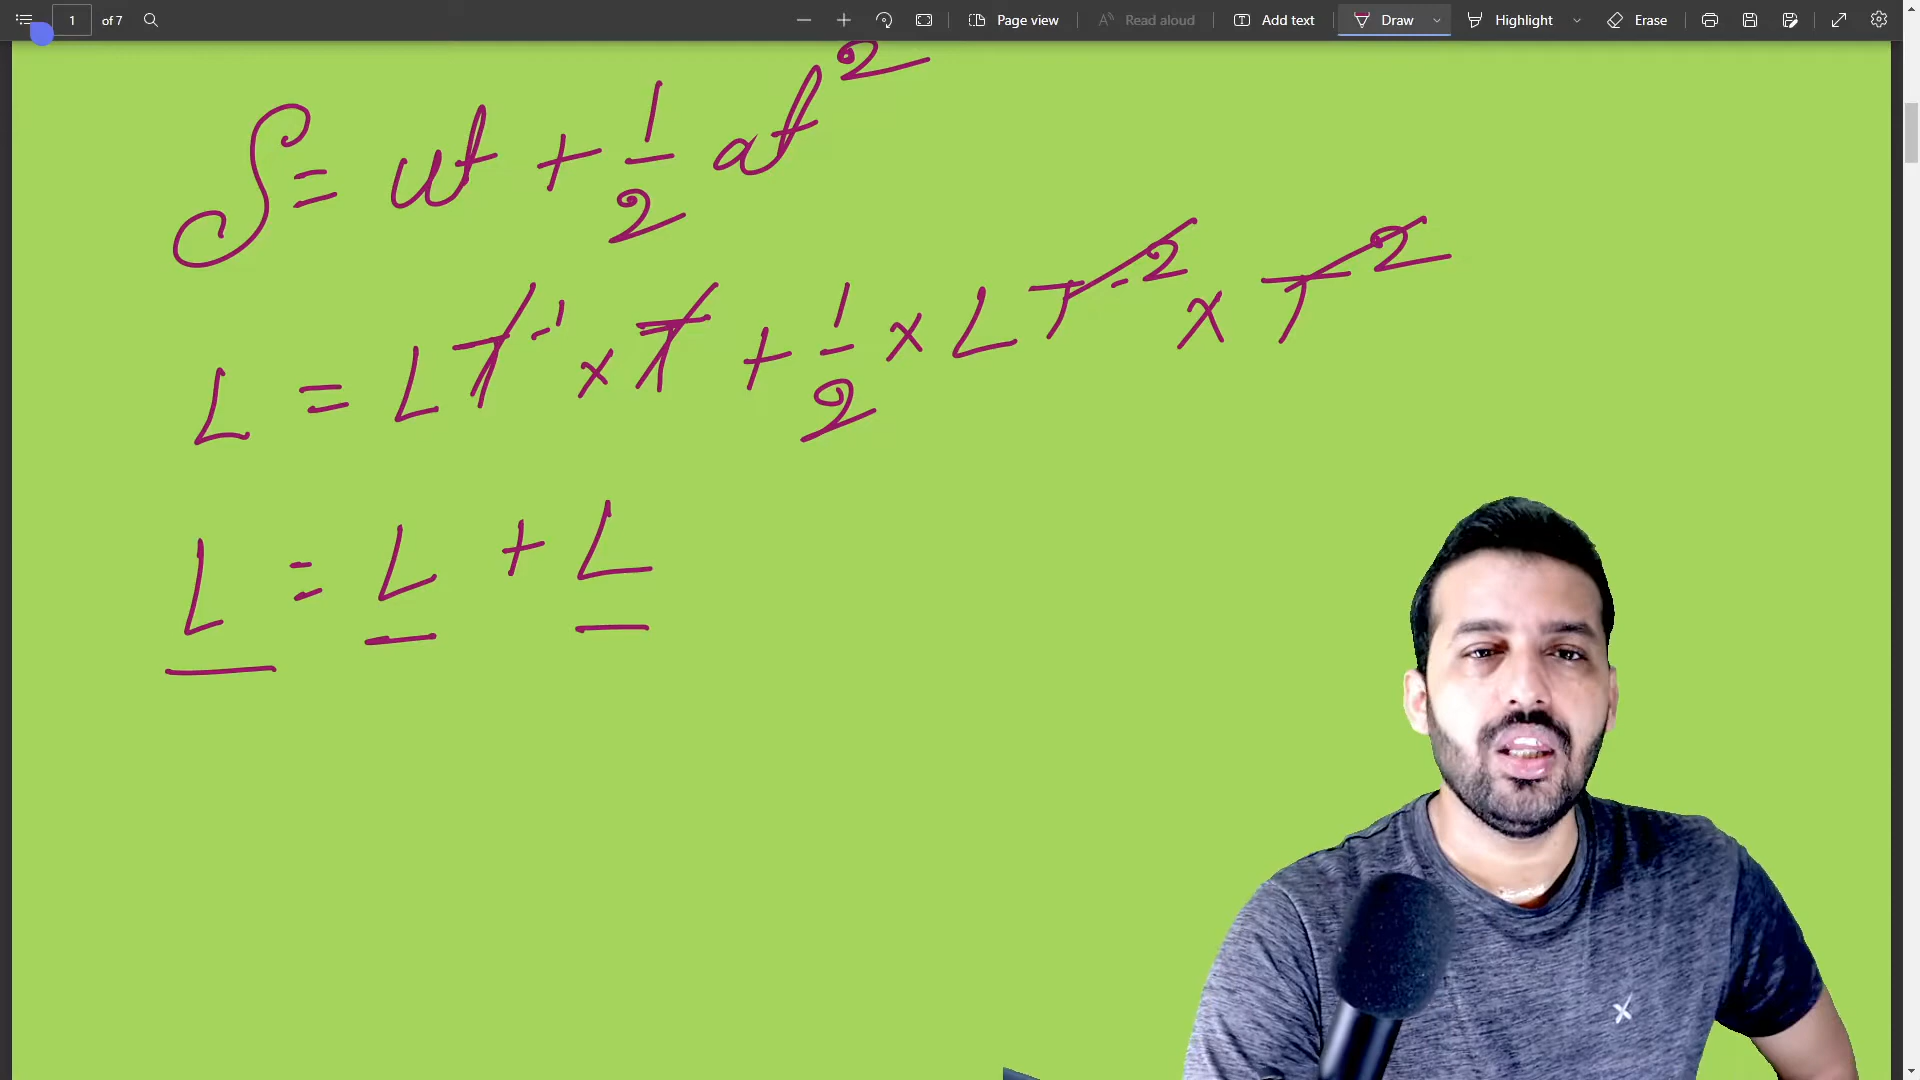 1 of 7 Page view Read aloud Add text Draw Highlight Erase
S = ut + 1/2 at²
L = LT⁻¹ x T + 1/2 x LT⁻² x T²
L = L + L